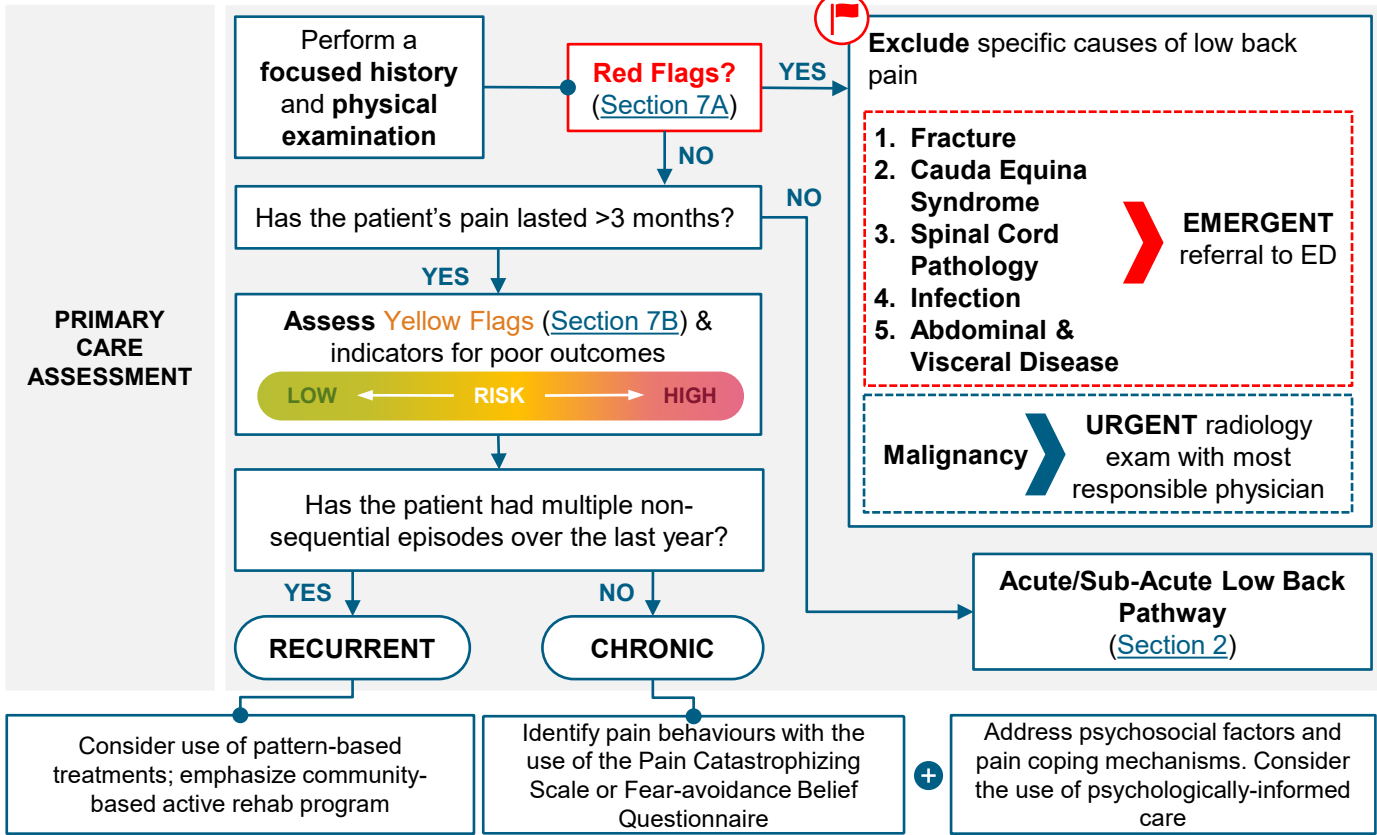 PRIMARY
CARE
ASSESSMENT
Perform a
focused history
and physical
examination
Red Flags?
(Section 7A)
YES
NO
Exclude specific causes of low back
pain
1. Fracture
2. Cauda Equina
Syndrome
3. Spinal Cord
Pathology
4. Infection
5. Abdominal &
Visceral Disease
EMERGENT
referral to ED
Malignancy
URGENT radiology
exam with most
responsible physician
Has the patient's pain lasted >3 months?
NO
YES
Assess Yellow Flags (Section 7B) &
indicators for poor outcomes
LOW RISK HIGH
Has the patient had multiple non-
sequential episodes over the last year?
YES
NO
RECURRENT
CHRONIC
Acute/Sub-Acute Low Back
Pathway
(Section 2)
Consider use of pattern-based
treatments; emphasize community-
based active rehab program
Identify pain behaviours with the
use of the Pain Catastrophizing
Scale or Fear-avoidance Belief
Questionnaire
+
Address psychosocial factors and
pain coping mechanisms. Consider
the use of psychologically-informed
care